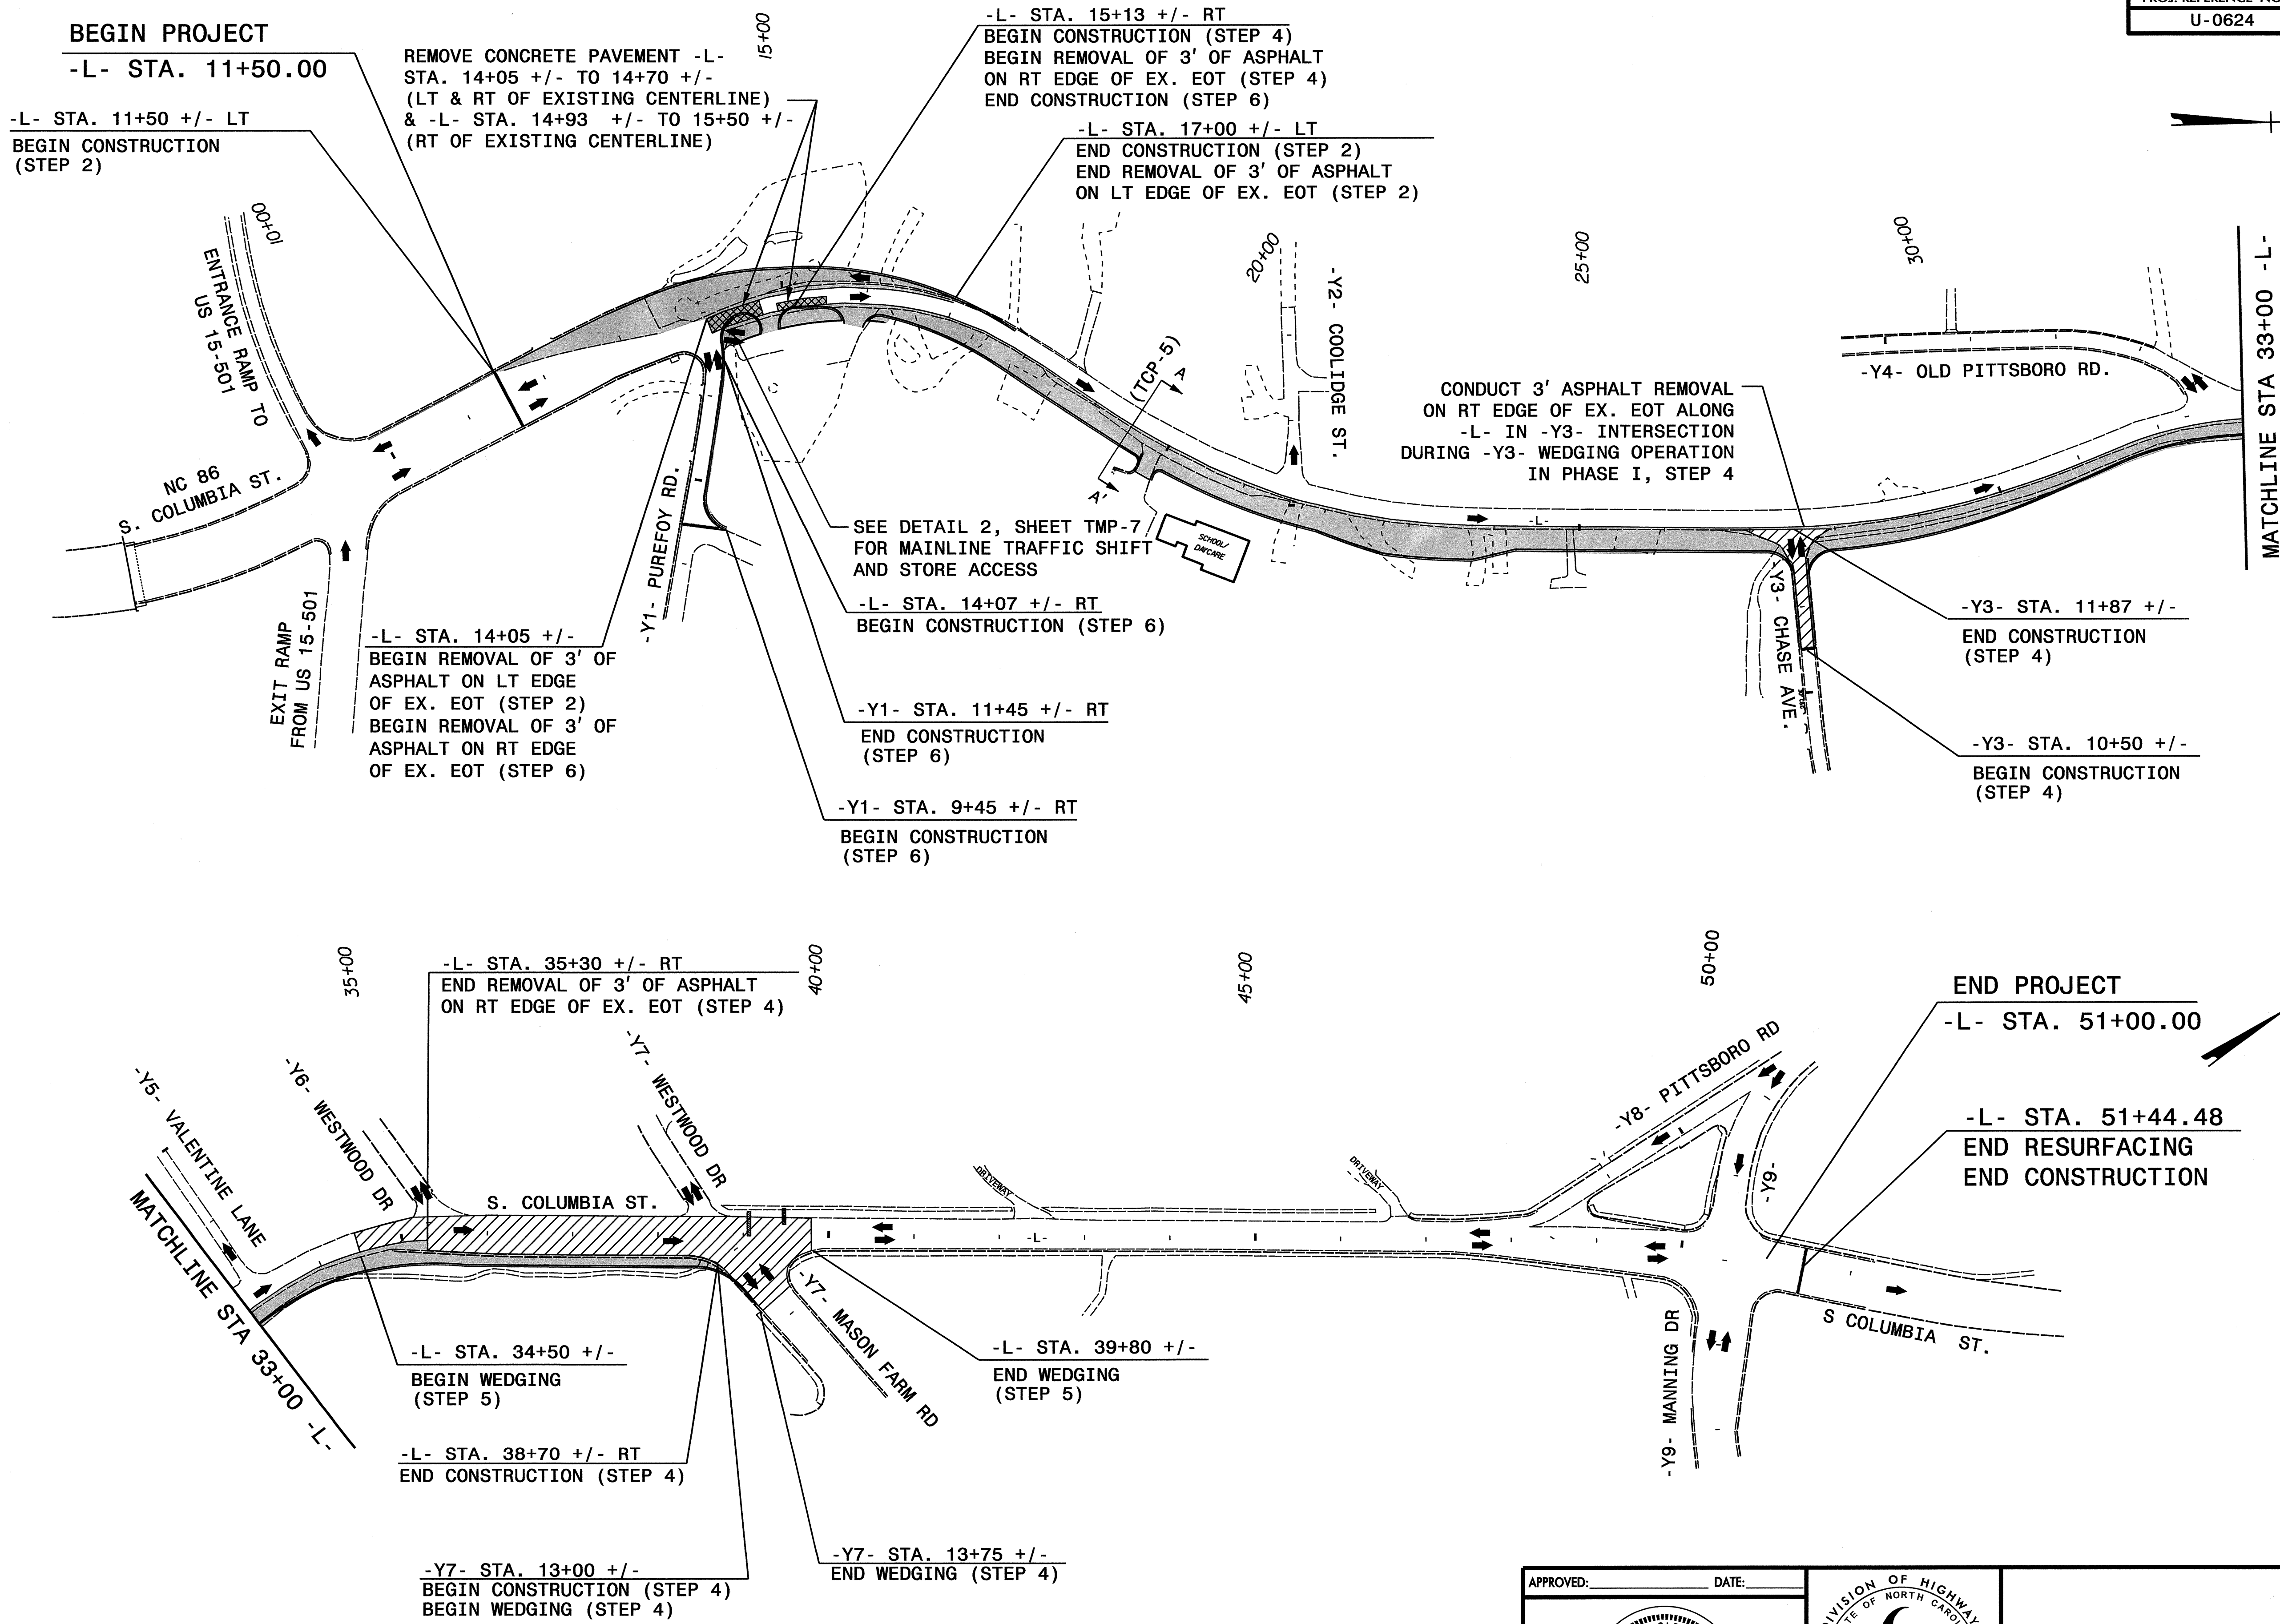 PROJ. REFERENCE NO.
U-0624
BEGIN PROJECT
-L- STA. 11+50.00
-L- STA. 11+50 +/- LT
BEGIN CONSTRUCTION
(STEP 2)
REMOVE CONCRETE PAVEMENT -L-
STA. 14+05 +/- TO 14+70 +/-
(LT & RT OF EXISTING CENTERLINE)
& -L- STA. 14+93 +/- TO 15+50 +/-
(RT OF EXISTING CENTERLINE)
15+00
-L- STA. 15+13 +/- RT
BEGIN CONSTRUCTION (STEP 4)
BEGIN REMOVAL OF 3' OF ASPHALT
ON RT EDGE OF EX. EOT (STEP 4)
END CONSTRUCTION (STEP 6)
-L- STA. 17+00 +/- LT
END CONSTRUCTION (STEP 2)
END REMOVAL OF 3' OF ASPHALT
ON LT EDGE OF EX. EOT (STEP 2)
10+00
ENTRANCE RAMP TO
US 15-501
NC 86
S. COLUMBIA ST.
EXIT RAMP
FROM US 15-501
-L- STA. 14+05 +/-
BEGIN REMOVAL OF 3' OF
ASPHALT ON LT EDGE
OF EX. EOT (STEP 2)
BEGIN REMOVAL OF 3' OF
ASPHALT ON RT EDGE
OF EX. EOT (STEP 6)
-L-
-Y1- PUREFOY RD.
SEE DETAIL 2, SHEET TMP-7
FOR MAINLINE TRAFFIC SHIFT
AND STORE ACCESS
-L- STA. 14+07 +/- RT
BEGIN CONSTRUCTION (STEP 6)
-Y1- STA. 11+45 +/- RT
END CONSTRUCTION
(STEP 6)
-Y1- STA. 9+45 +/- RT
BEGIN CONSTRUCTION
(STEP 6)
(TCP-5)
A
A'
SCHOOL/
DAYCARE
20+00
-Y2- COOLIDGE ST.
25+00
-L-
CONDUCT 3' ASPHALT REMOVAL
ON RT EDGE OF EX. EOT ALONG
-L- IN -Y3- INTERSECTION
DURING -Y3- WEDGING OPERATION
IN PHASE I, STEP 4
30+00
-Y4- OLD PITTSBORO RD.
-Y3- CHASE AVE.
-Y3- STA. 11+87 +/-
END CONSTRUCTION
(STEP 4)
-Y3- STA. 10+50 +/-
BEGIN CONSTRUCTION
(STEP 4)
MATCHLINE STA 33+00 -L-
35+00
-L- STA. 35+30 +/- RT
END REMOVAL OF 3' OF ASPHALT
ON RT EDGE OF EX. EOT (STEP 4)
40+00
45+00
50+00
END PROJECT
-L- STA. 51+00.00
-L- STA. 51+44.48
END RESURFACING
END CONSTRUCTION
-Y5- VALENTINE LANE
-Y6- WESTWOOD DR
-Y7- WESTWOOD DR
S. COLUMBIA ST.
DRIVEWAY
DRIVEWAY
-L-
-Y8- PITTSBORO RD
-Y9-
-Y9- MANNING DR
S COLUMBIA ST.
MATCHLINE STA 33+00 -L-
-Y7- MASON FARM RD
-L- STA. 34+50 +/-
BEGIN WEDGING
(STEP 5)
-L- STA. 39+80 +/-
END WEDGING
(STEP 5)
-L- STA. 38+70 +/- RT
END CONSTRUCTION (STEP 4)
-Y7- STA. 13+00 +/-
BEGIN CONSTRUCTION (STEP 4)
BEGIN WEDGING (STEP 4)
-Y7- STA. 13+75 +/-
END WEDGING (STEP 4)
APPROVED: DATE:
DIVISION OF HIGHWAY
OF NORTH CAROL